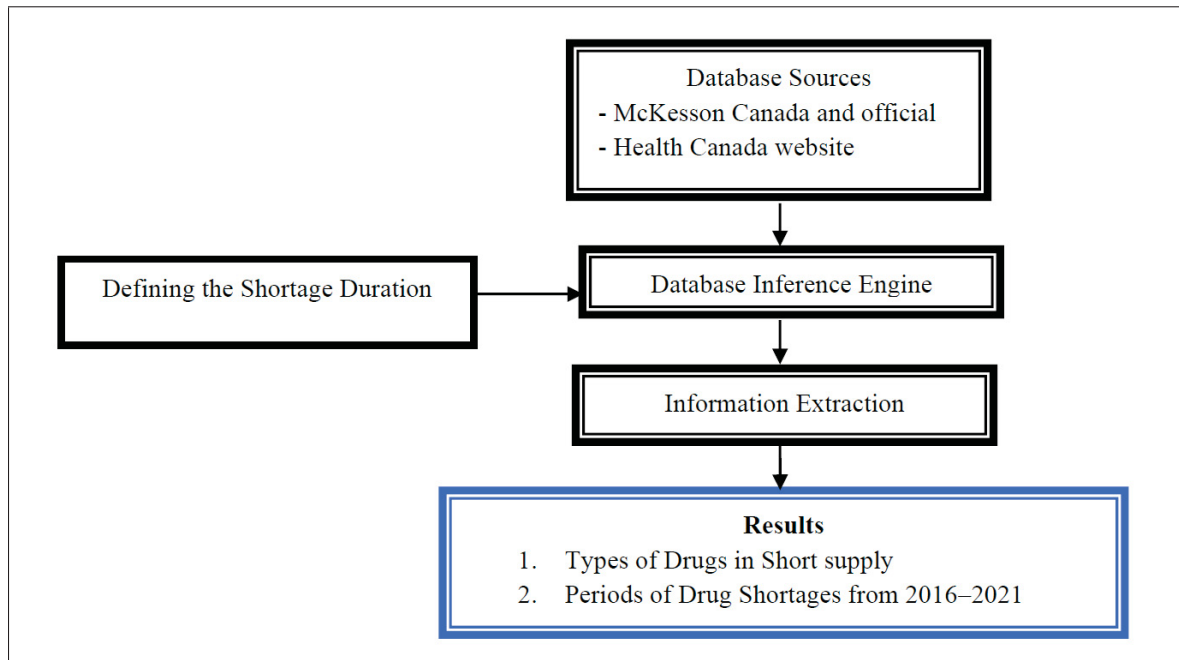 Database Sources
- McKesson Canada and official
- Health Canada website
Defining the Shortage Duration
Database Inference Engine
Information Extraction
Results
1. Types of Drugs in Short supply
2. Periods of Drug Shortages from 2016–2021